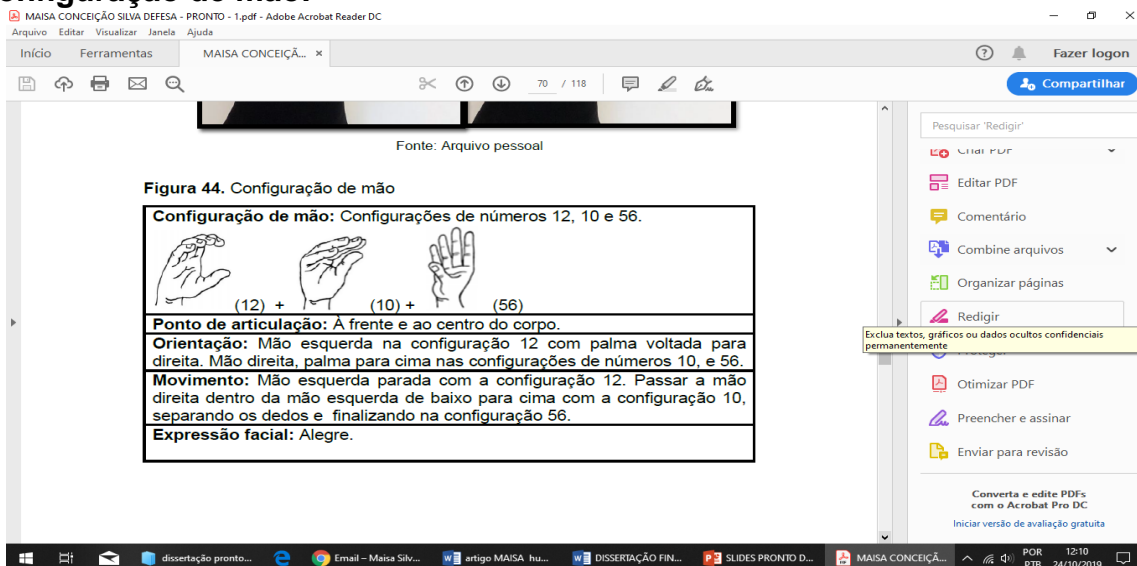 onfiguração de mão:
MAISA CONCEIÇÃO SILVA DEFESA - PRONTO - 1.pdf - Adobe Acrobat Reader DC
Arquivo Editar Visualizar Janela Ajuda
Início Ferramentas MAISA CONCEIÇÃ... × Fazer logon
70 / 118 Compartilhar
Fonte: Arquivo pessoal
Figura 44. Configuração de mão
Configuração de mão: Configurações de números 12, 10 e 56.
(12) + (10) + (56)
Ponto de articulação: À frente e ao centro do corpo.
Orientação: Mão esquerda na configuração 12 com palma voltada para
direita. Mão direita, palma para cima nas configurações de números 10, e 56.
Movimento: Mão esquerda parada com a configuração 12. Passar a mão
direita dentro da mão esquerda de baixo para cima com a configuração 10,
separando os dedos e finalizando na configuração 56.
Expressão facial: Alegre.
Pesquisar 'Redigir'
Criar PDF
Editar PDF
Comentário
Combine arquivos
Organizar páginas
Redigir
Exclua textos, gráficos ou dados ocultos confidenciais
permanentemente
Otimizar PDF
Preencher e assinar
Enviar para revisão
Converta e edite PDFs
com o Acrobat Pro DC
Iniciar versão de avaliação gratuita
dissertação pronto... Email – Maisa Silv... artigo MAISA hu... DISSERTAÇÃO FIN... SLIDES PRONTO D... MAISA CONCEIÇÃ... POR 12:10
PTB 24/10/2019